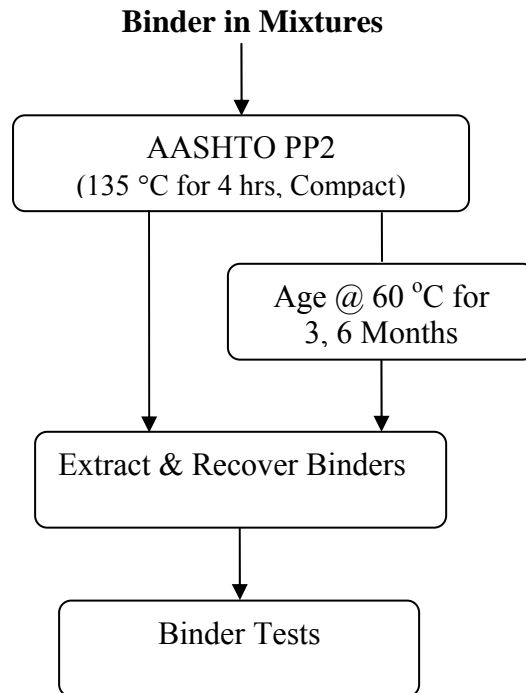 Binder in Mixtures
AASHTO PP2
(135 °C for 4 hrs, Compact)
Age @ 60 °C for
3, 6 Months
Extract & Recover Binders
Binder Tests